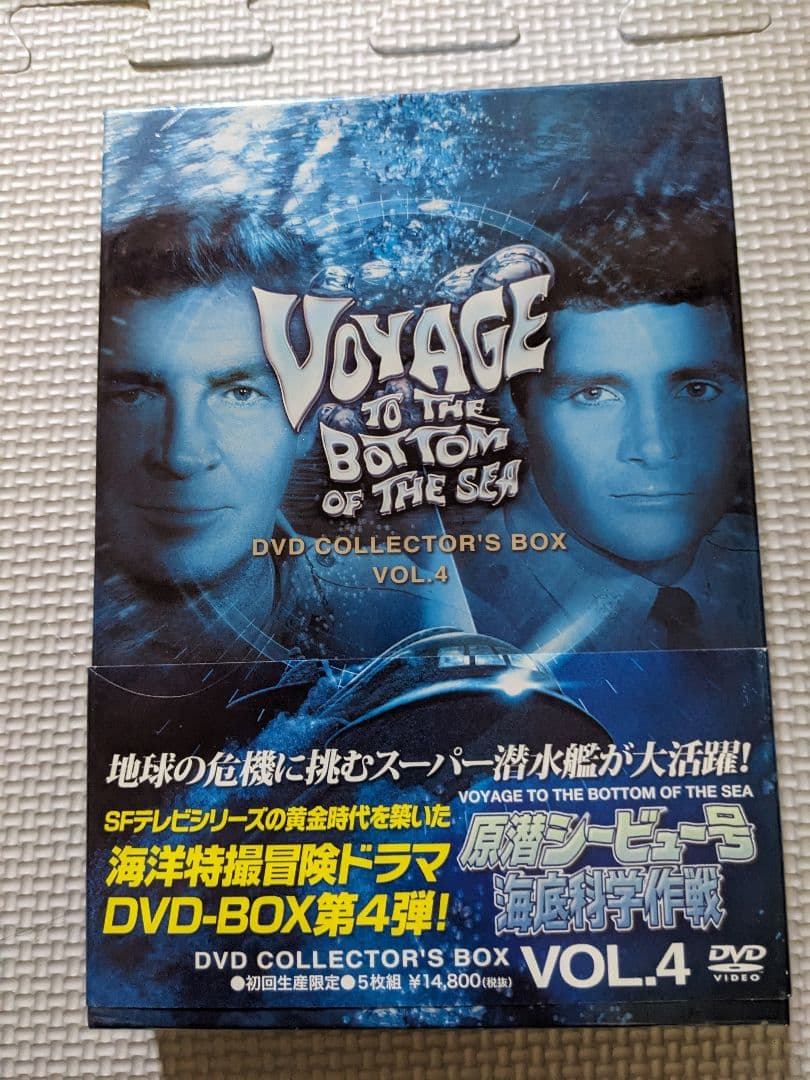 VOYAGE
TO THE
BOTTOM
OF THE SEA
DVD COLLECTOR'S BOX
VOL.4
地球の危機に挑むスーパー潜水艦が大活躍!
SFテレビシリーズの黄金時代を築いた
海洋特撮冒険ドラマ
DVD-BOX第4弾!
VOYAGE TO THE BOTTOM OF THE SEA
原潜シービュー号
海底科学作戦
DVD COLLECTOR'S BOX VOL.4
●初回生産限定●5枚組 ¥14,800(税抜)
DVD
VIDEO